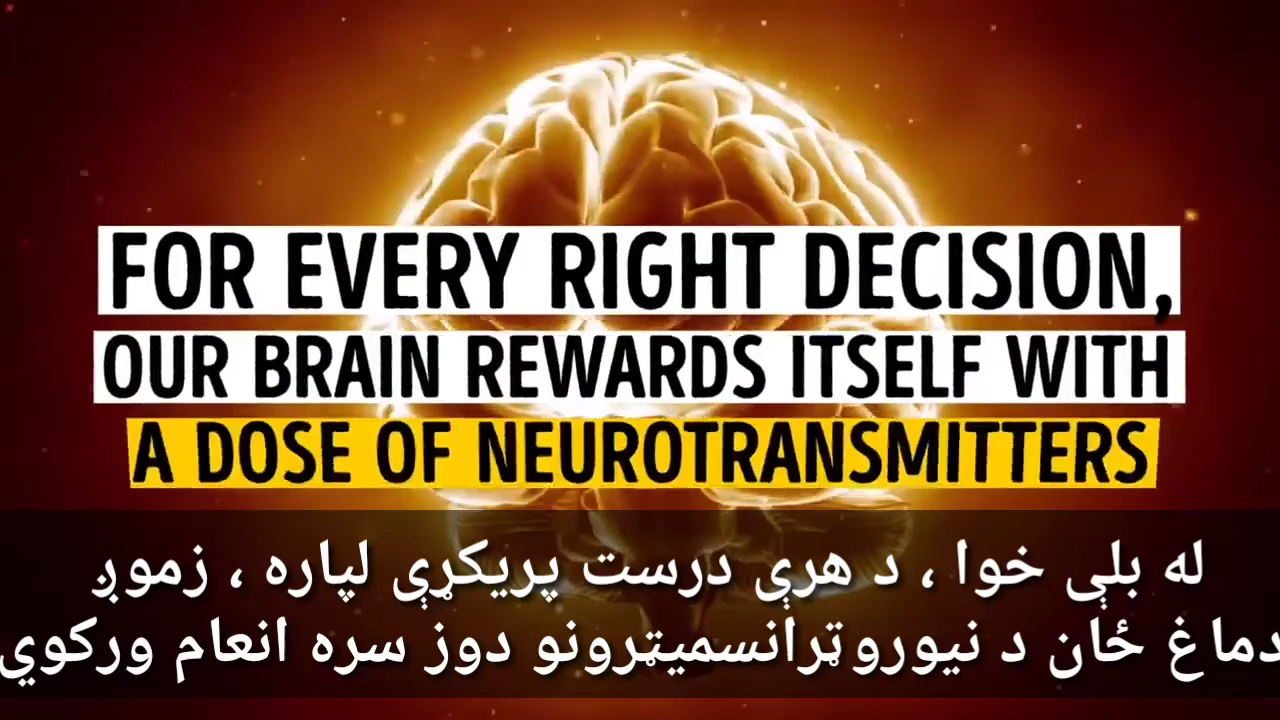 FOR EVERY RIGHT DECISION,
OUR BRAIN REWARDS ITSELF WITH
A DOSE OF NEUROTRANSMITTERS
له بلې خوا ، د هرې درست پریکړې لپاره ، زموږ
دماغ ځان د نیوروټرانسمیټرونو دوز سره انعام ورکوي